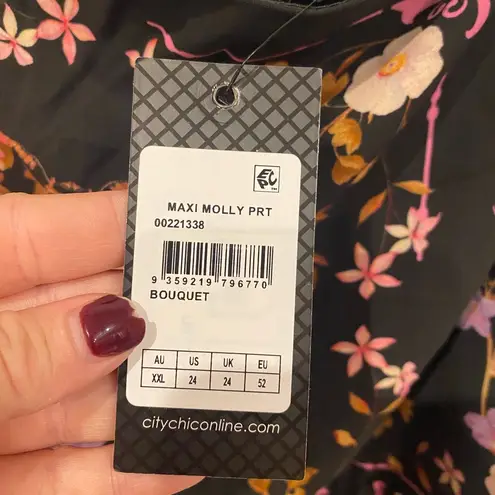 MAXI MOLLY PRT
00221338
9 359219 796770
BOUQUET
AU US UK EU
XXL 24 24 52
citychiconline.com